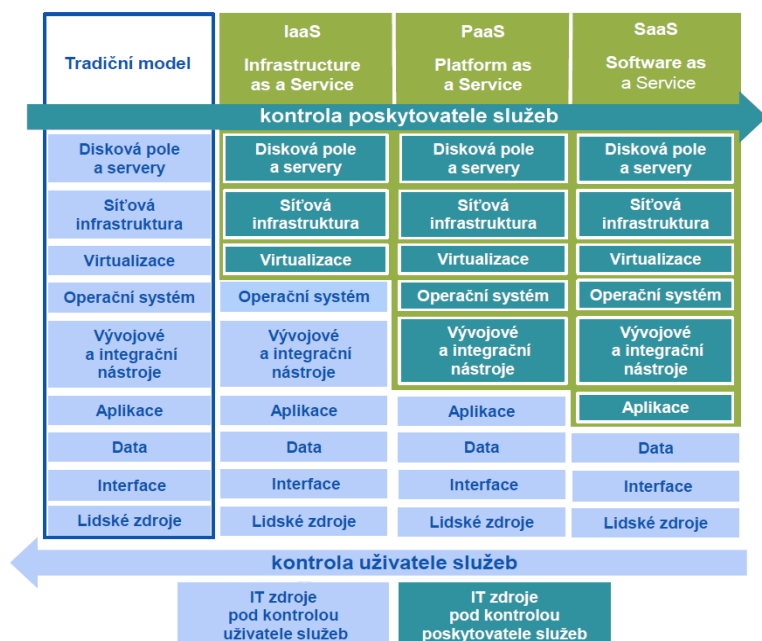 Tradiční model
IaaS
Infrastructure
as a Service
PaaS
Platform as
a Service
SaaS
Software as
a Service
kontrola poskytovatele služeb
Disková pole
a servery
Disková pole
a servery
Disková pole
a servery
Disková pole
a servery
Síťová
infrastruktura
Síťová
infrastruktura
Síťová
infrastruktura
Síťová
infrastruktura
Virtualizace
Virtualizace
Virtualizace
Virtualizace
Operační systém
Operační systém
Operační systém
Operační systém
Vývojové
a integrační
nástroje
Vývojové
a integrační
nástroje
Vývojové
a integrační
nástroje
Vývojové
a integrační
nástroje
Aplikace
Aplikace
Aplikace
Aplikace
Data
Data
Data
Data
Interface
Interface
Interface
Interface
Lidské zdroje
Lidské zdroje
Lidské zdroje
Lidské zdroje
kontrola uživatele služeb
IT zdroje
pod kontrolou
uživatele služeb
IT zdroje
pod kontrolou
poskytovatele služeb